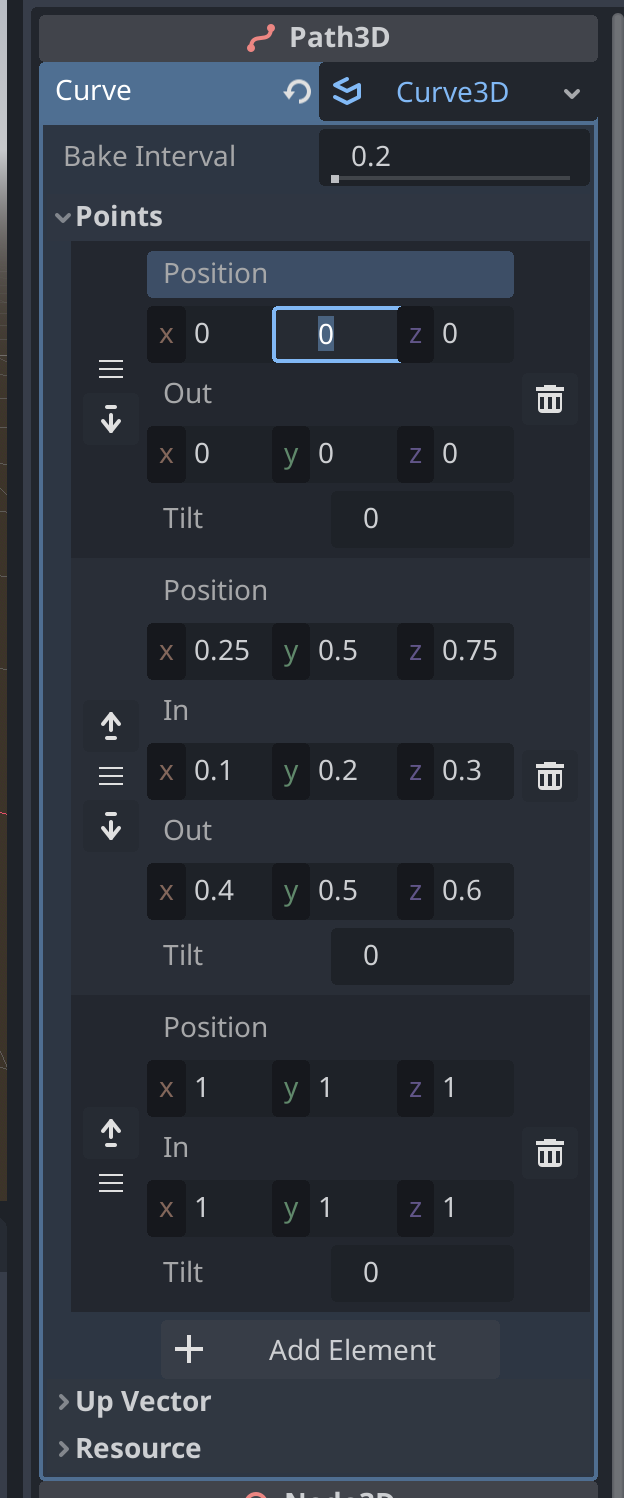 Path3D
Curve Curve3D
Bake Interval 0.2
Points
Position
x 0 0 z 0
Out
x 0 y 0 z 0
Tilt 0
Position
x 0.25 y 0.5 z 0.75
In
x 0.1 y 0.2 z 0.3
Out
x 0.4 y 0.5 z 0.6
Tilt 0
Position
x 1 y 1 z 1
In
x 1 y 1 z 1
Tilt 0
Add Element
Up Vector
Resource
Node3D